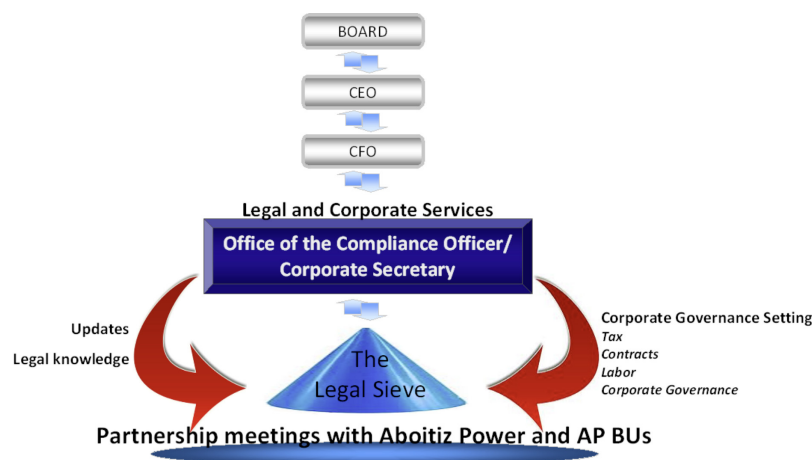 BOARD
CEO
CFO
Legal and Corporate Services
Office of the Compliance Officer/
Corporate Secretary
Updates
Legal knowledge
Corporate Governance Setting
Tax
Contracts
Labor
Corporate Governance
The
Legal Sieve
Partnership meetings with Aboitiz Power and AP BUs